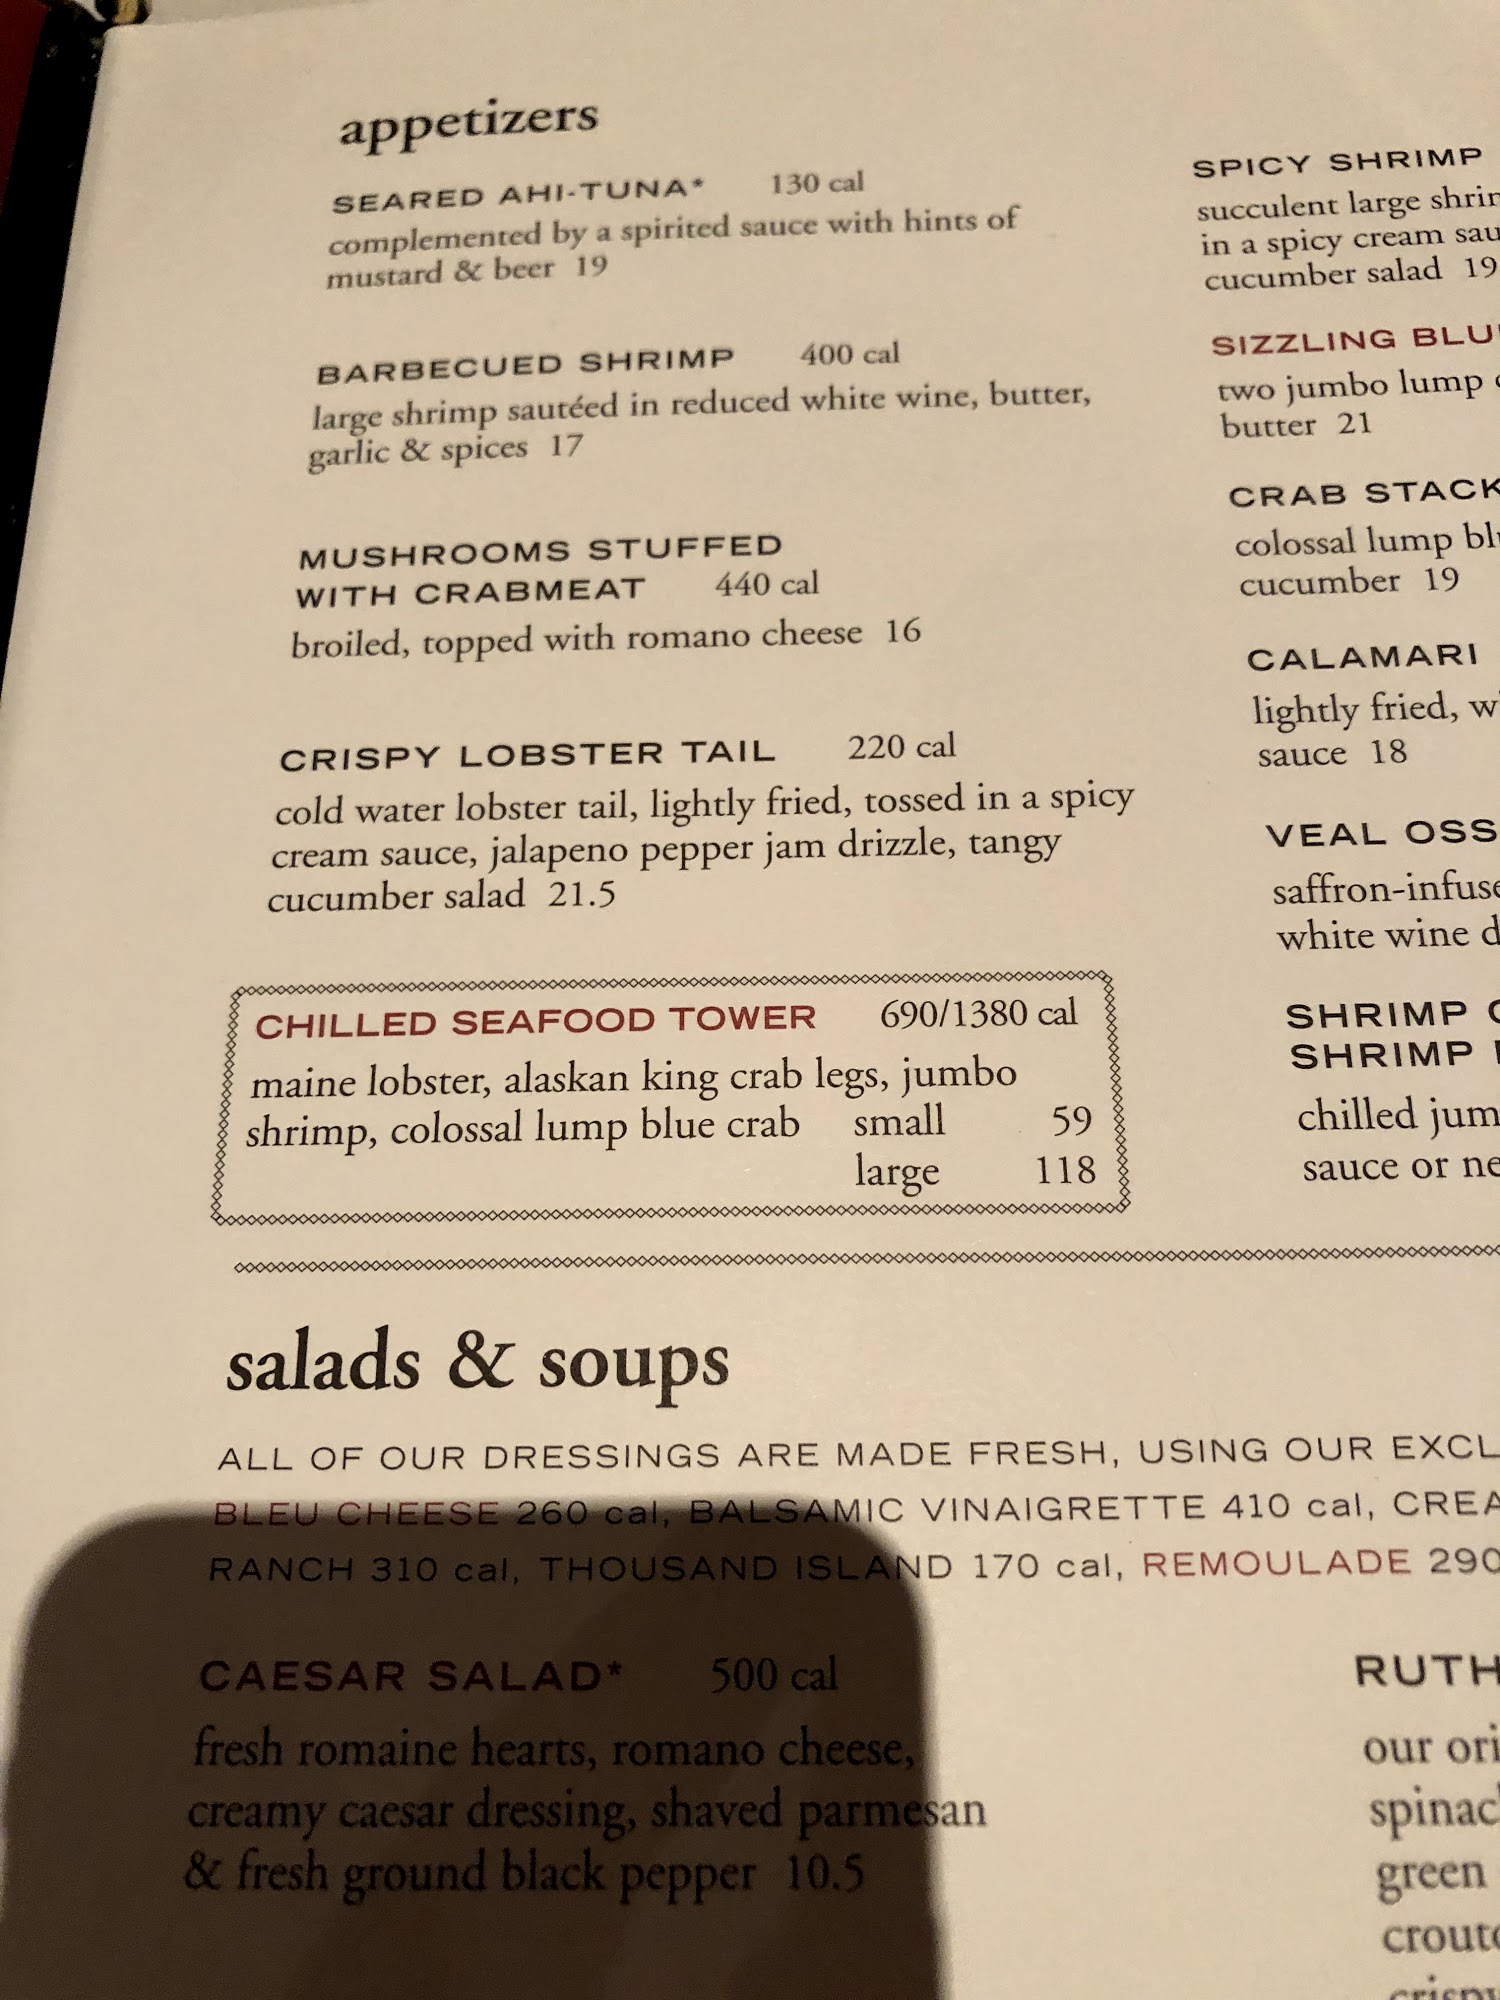 appetizers
SEARED AHI-TUNA* 130 cal
complemented by a spirited sauce with hints of
mustard & beer 19
BARBECUED SHRIMP 400 cal
large shrimp sautéed in reduced white wine, butter,
garlic & spices 17
MUSHROOMS STUFFED
WITH CRABMEAT 440 cal
broiled, topped with romano cheese 16
CRISPY LOBSTER TAIL 220 cal
cold water lobster tail, lightly fried, tossed in a spicy
cream sauce, jalapeno pepper jam drizzle, tangy
cucumber salad 21.5
CHILLED SEAFOOD TOWER 690/1380 cal
maine lobster, alaskan king crab legs, jumbo
shrimp, colossal lump blue crab small 59
large 118
SPICY SHRIMP
succulent large
in a spicy cream
cucumber salad 19
SIZZLING
two jumbo lump
butter 21
CRAB STACK
colossal lump
cucumber 19
CALAMARI
lightly fried,
sauce 18
VEAL
white wine
SHRIMP
SHRIMP
chilled
sauce or
salads & soups
ALL OF OUR DRESSINGS ARE MADE FRESH, USING OUR
BLEU CHEESE 260 cal, BALSAMIC VINAIGRETTE 410 cal,
RANCH 310 cal, THOUSAND ISLAND 170 cal, REMOULADE 290
CAESAR SALAD* 500 cal
fresh romaine hearts, romano cheese,
creamy caesar dressing, shaved parmesan
& fresh ground black pepper 10.5
RUTH
our
green